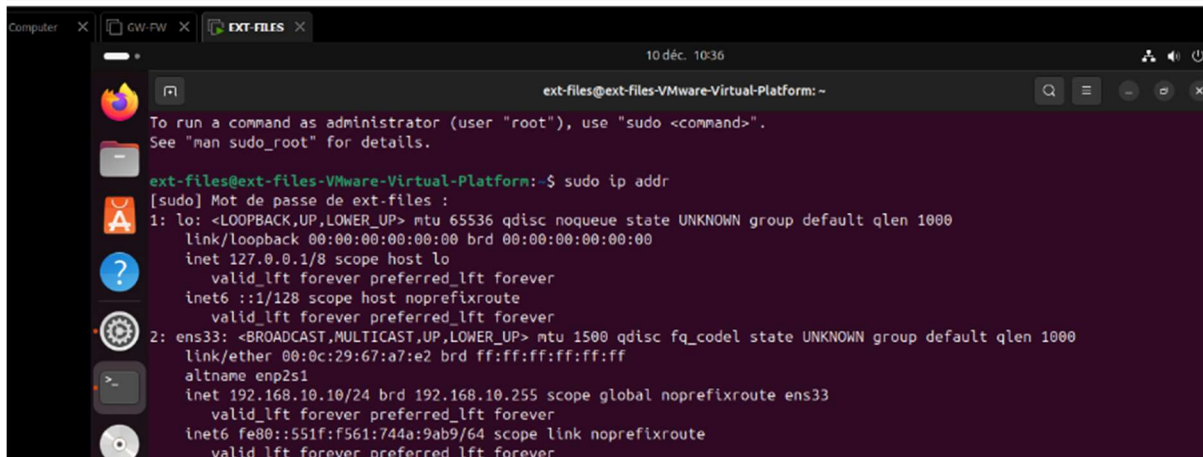 Computer GW-FW EXT-FILES
10 déc. 10:36
ext-files@ext-files-VMware-Virtual-Platform: ~
To run a command as administrator (user "root"), use "sudo <command>".
See "man sudo_root" for details.
ext-files@ext-files-VMware-Virtual-Platform:~$ sudo ip addr
[sudo] Mot de passe de ext-files :
1: lo: <LOOPBACK,UP,LOWER_UP> mtu 65536 qdisc noqueue state UNKNOWN group default qlen 1000
link/loopback 00:00:00:00:00:00 brd 00:00:00:00:00:00
inet 127.0.0.1/8 scope host lo
valid_lft forever preferred_lft forever
inet6 ::1/128 scope host noprefixroute
valid_lft forever preferred_lft forever
2: ens33: <BROADCAST,MULTICAST,UP,LOWER_UP> mtu 1500 qdisc fq_codel state UNKNOWN group default qlen 1000
link/ether 00:0c:29:67:a7:e2 brd ff:ff:ff:ff:ff:ff
altname enp2s1
inet 192.168.10.10/24 brd 192.168.10.255 scope global noprefixroute ens33
valid_lft forever preferred_lft forever
inet6 fe80::551f:f561:744a:9ab9/64 scope link noprefixroute
valid_lft forever preferred_lft forever